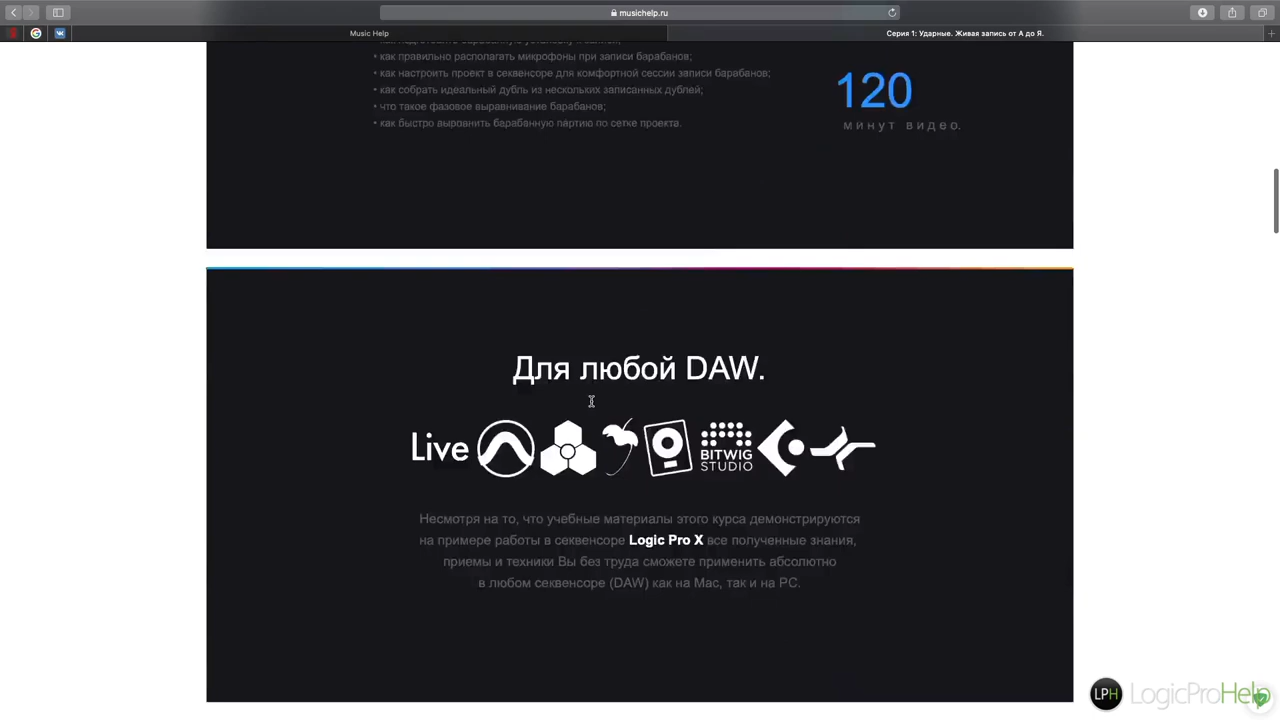 musichelp.ru
Music Help
Серия 1: Ударные. Живая запись от А до Я.
• как правильно располагать микрофоны при записи барабанов;
• как настроить проект в секвенсоре для комфортной сессии записи барабанов;
• как собрать идеальный дубль из нескольких записанных дублей;
• что такое фазовое выравнивание барабанов;
• как быстро выровнить барабанную партию по сетке проекта.
120
минут видео.
Для любой DAW.
Live
BITWIG
STUDIO
Несмотря на то, что учебные материалы этого курса демонстрируются
на примере работы в секвенсоре Logic Pro X все полученные знания,
приемы и техники Вы без труда сможете применить абсолютно
в любом секвенсоре (DAW) как на Mac, так и на PC.
LPH LogicProHelp